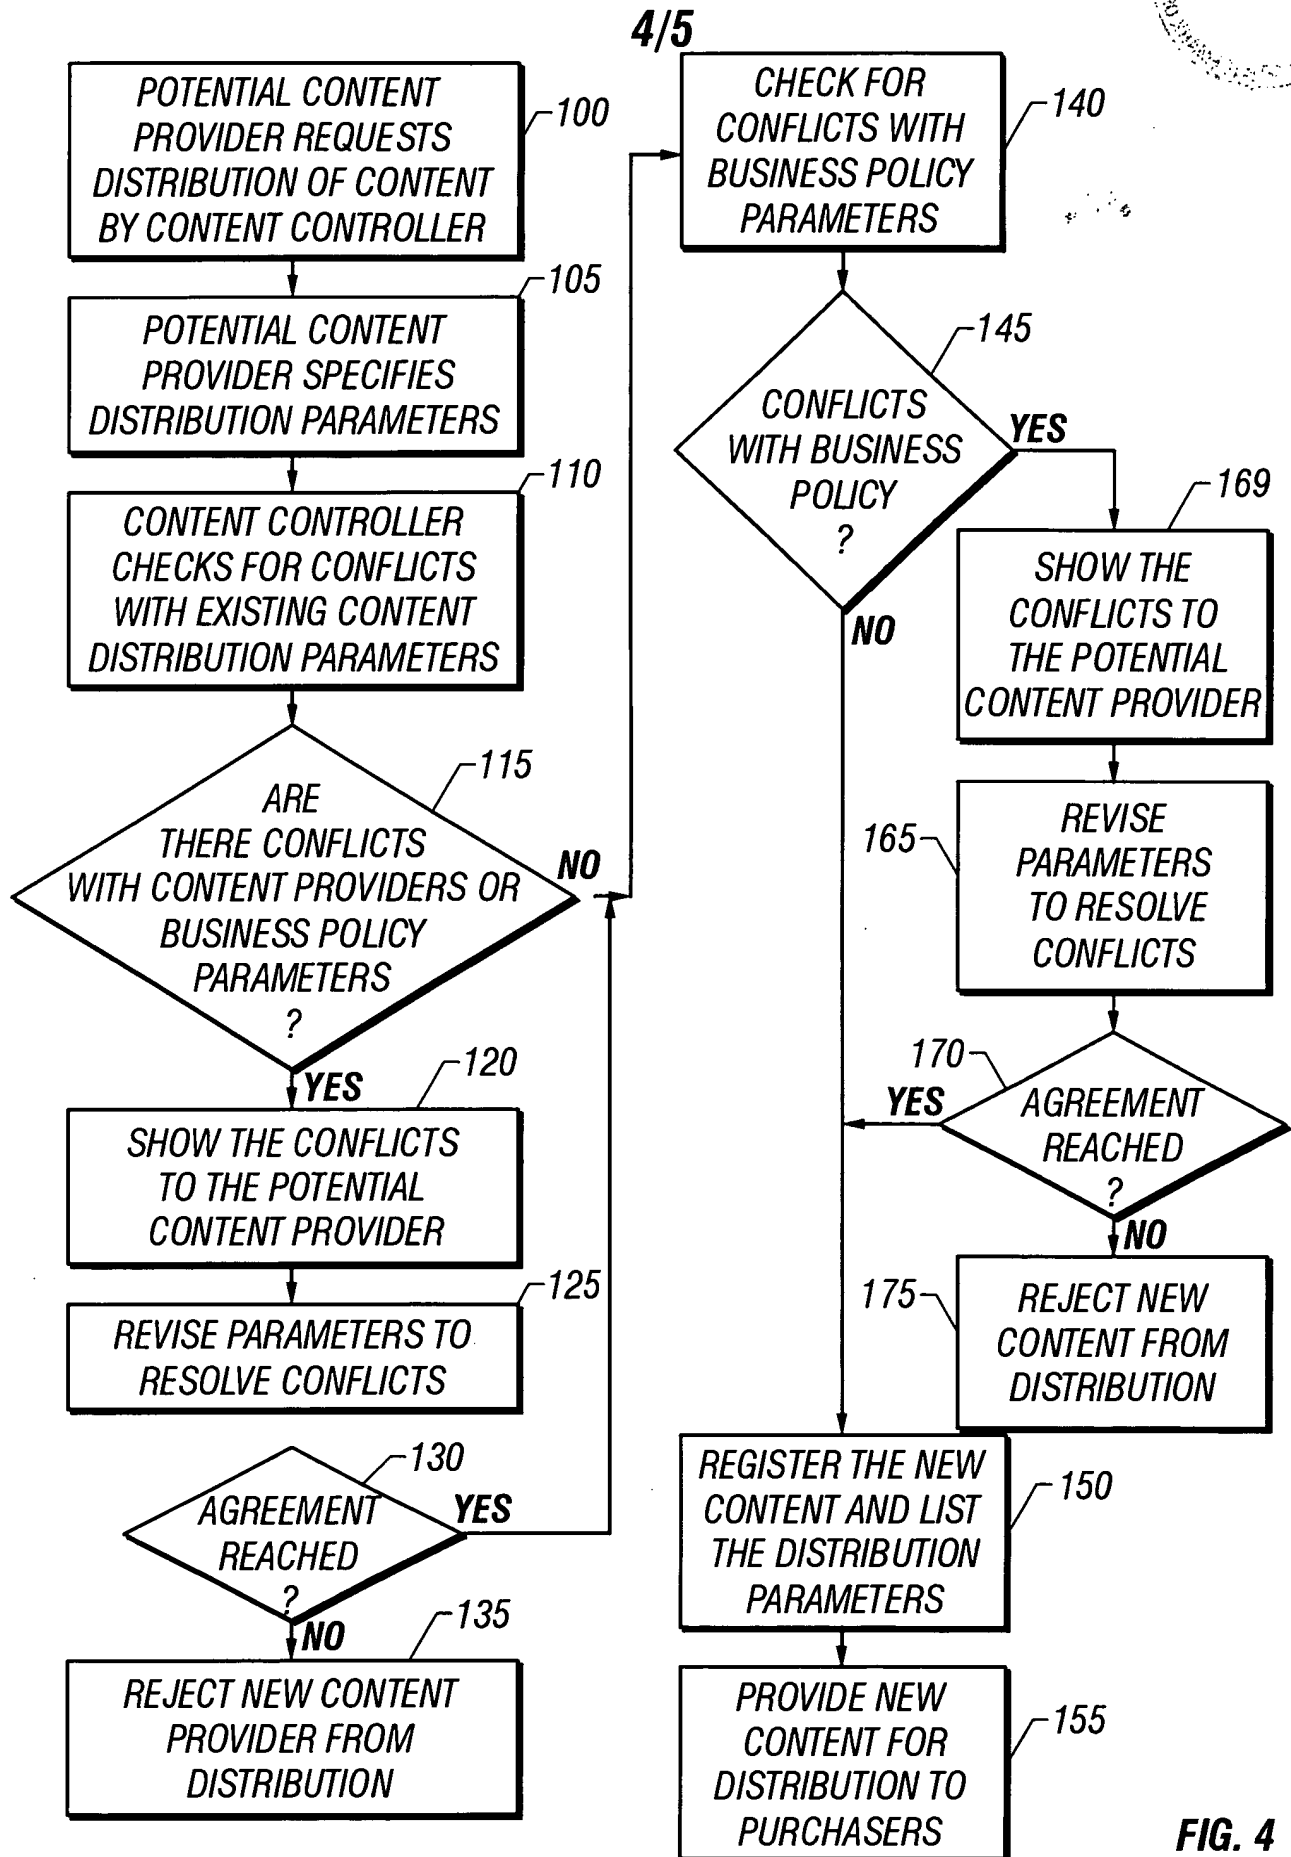 4/5
POTENTIAL CONTENT
PROVIDER REQUESTS
DISTRIBUTION OF CONTENT
BY CONTENT CONTROLLER
100
105
POTENTIAL CONTENT
PROVIDER SPECIFIES
DISTRIBUTION PARAMETERS
110
CONTENT CONTROLLER
CHECKS FOR CONFLICTS
WITH EXISTING CONTENT
DISTRIBUTION PARAMETERS
115
ARE
THERE CONFLICTS
WITH CONTENT PROVIDERS OR
BUSINESS POLICY
PARAMETERS
?
NO
YES
120
SHOW THE CONFLICTS
TO THE POTENTIAL
CONTENT PROVIDER
125
REVISE PARAMETERS TO
RESOLVE CONFLICTS
130
AGREEMENT
REACHED
?
YES
NO
135
REJECT NEW CONTENT
PROVIDER FROM
DISTRIBUTION
CHECK FOR
CONFLICTS WITH
BUSINESS POLICY
PARAMETERS
140
145
CONFLICTS
WITH BUSINESS
POLICY
?
YES
NO
169
SHOW THE
CONFLICTS TO
THE POTENTIAL
CONTENT PROVIDER
165
REVISE
PARAMETERS
TO RESOLVE
CONFLICTS
170
AGREEMENT
REACHED
?
YES
NO
175
REJECT NEW
CONTENT FROM
DISTRIBUTION
REGISTER THE NEW
CONTENT AND LIST
THE DISTRIBUTION
PARAMETERS
150
PROVIDE NEW
CONTENT FOR
DISTRIBUTION TO
PURCHASERS
155
FIG. 4